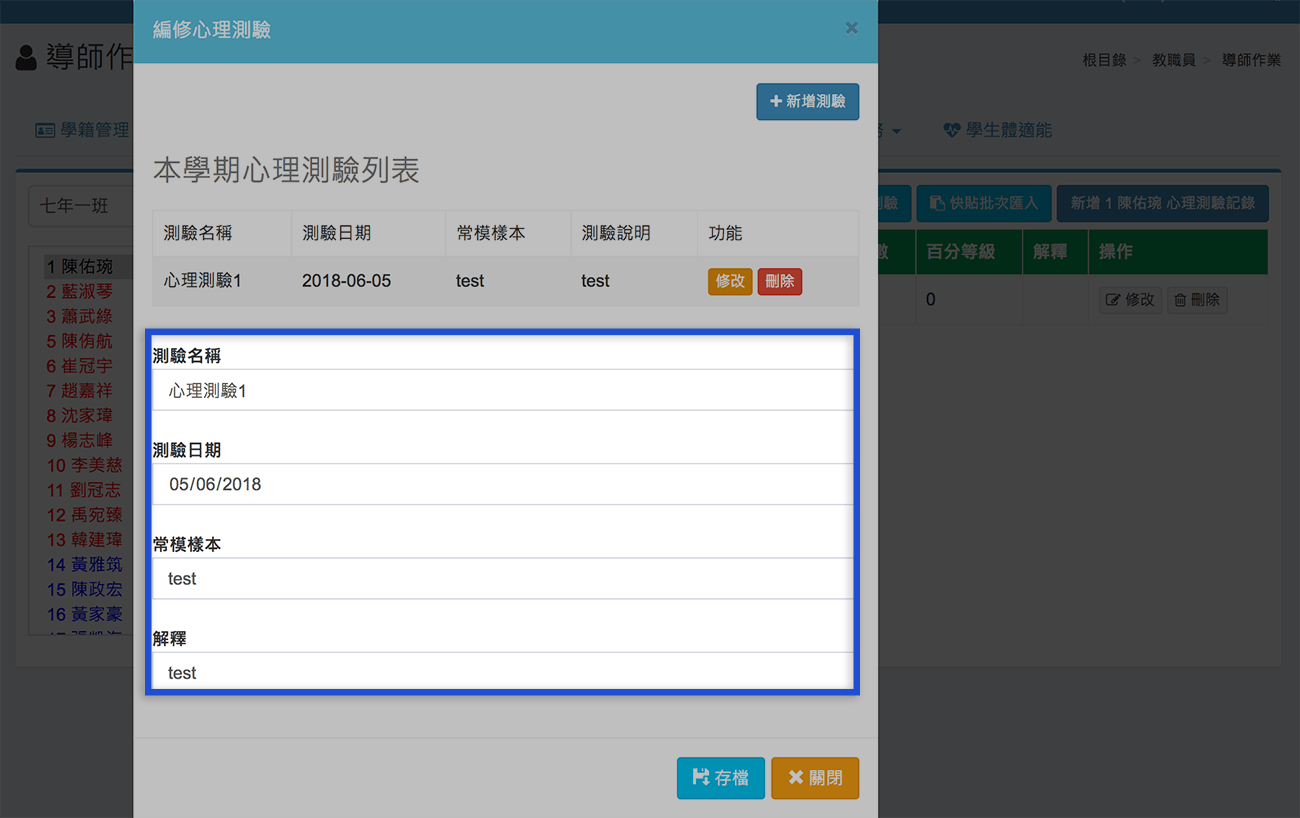 編修心理測驗
×
導師作
根目錄 > 教職員 > 導師作業
新增測驗
學籍管理
學生體適能
本學期心理測驗列表
七年一班
驗
快貼批次匯入
新增 1 陳佑琬 心理測驗記錄
測驗名稱 測驗日期 常模樣本 測驗說明 功能
數 百分等級 解釋 操作
心理測驗1 2018-06-05 test test 修改 刪除
0 修改 刪除
1 陳佑琬
2 藍淑琴
3 蕭武綠
5 陳侑航
6 崔冠宇
7 趙嘉祥
8 沈家瑋
9 楊志峰
10 李美慈
11 劉冠志
12 禹宛臻
13 韓建瑋
14 黃雅筑
15 陳政宏
16 黃家豪
測驗名稱
心理測驗1
測驗日期
05/06/2018
常模樣本
test
解釋
test
存檔
關閉